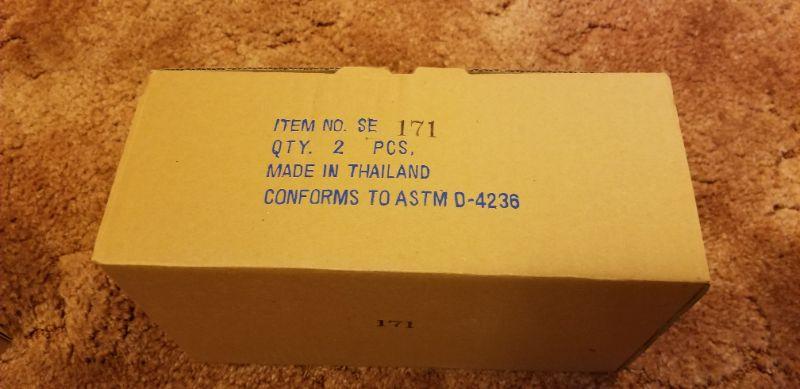 ITEM NO. SE 171
QTY. 2 PCS.
MADE IN THAILAND
CONFORMS TO ASTM D-4236
171